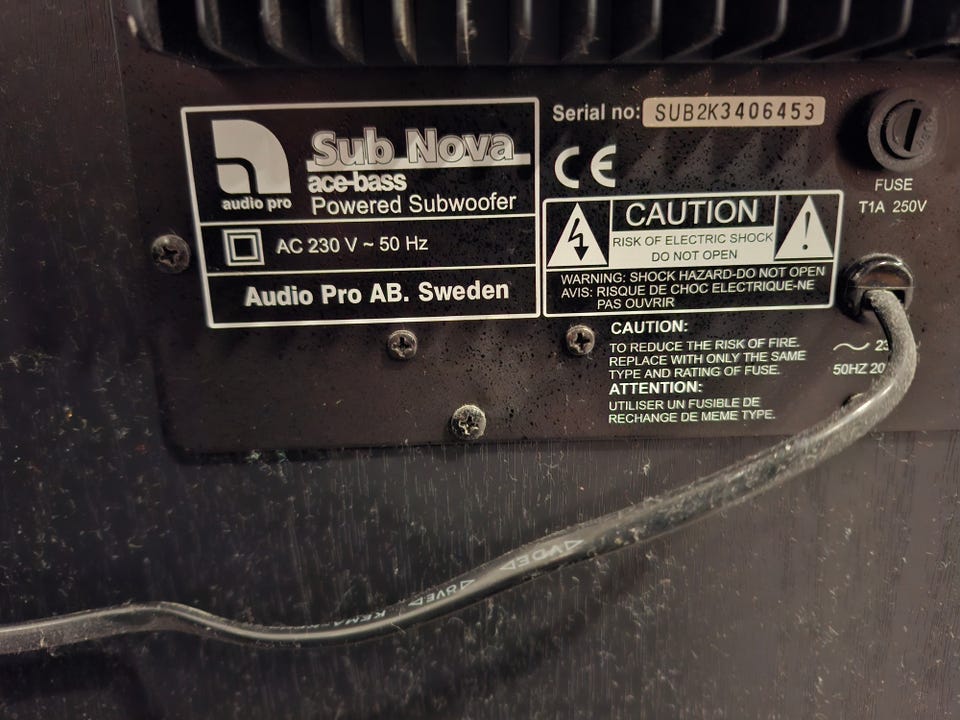 Sub Nova
ace-bass
audio pro
Powered Subwoofer
AC 230 V ~ 50 Hz
Audio Pro AB. Sweden
Serial no: SUB2K3406453
CE
FUSE
T1A 250V
CAUTION
RISK OF ELECTRIC SHOCK
DO NOT OPEN
WARNING: SHOCK HAZARD-DO NOT OPEN
AVIS: RISQUE DE CHOC ELECTRIQUE-NE
PAS OUVRIR
CAUTION:
TO REDUCE THE RISK OF FIRE.
REPLACE WITH ONLY THE SAME
TYPE AND RATING OF FUSE.
ATTENTION:
UTILISER UN FUSIBLE DE
RECHANGE DE MEME TYPE.
50HZ
KEMA
VDE